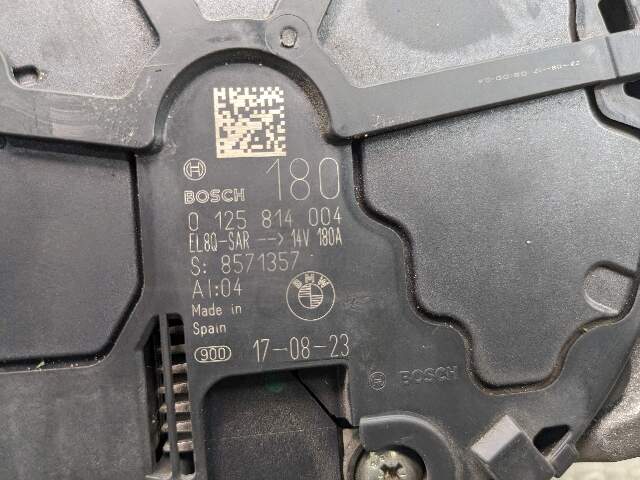 BOSCH 180
0 125 814 004
EL8Q-SAR --> 14V 180A
S: 8571357
AI:04
BMW
Made in
Spain
900 17-08-23
BOSCH